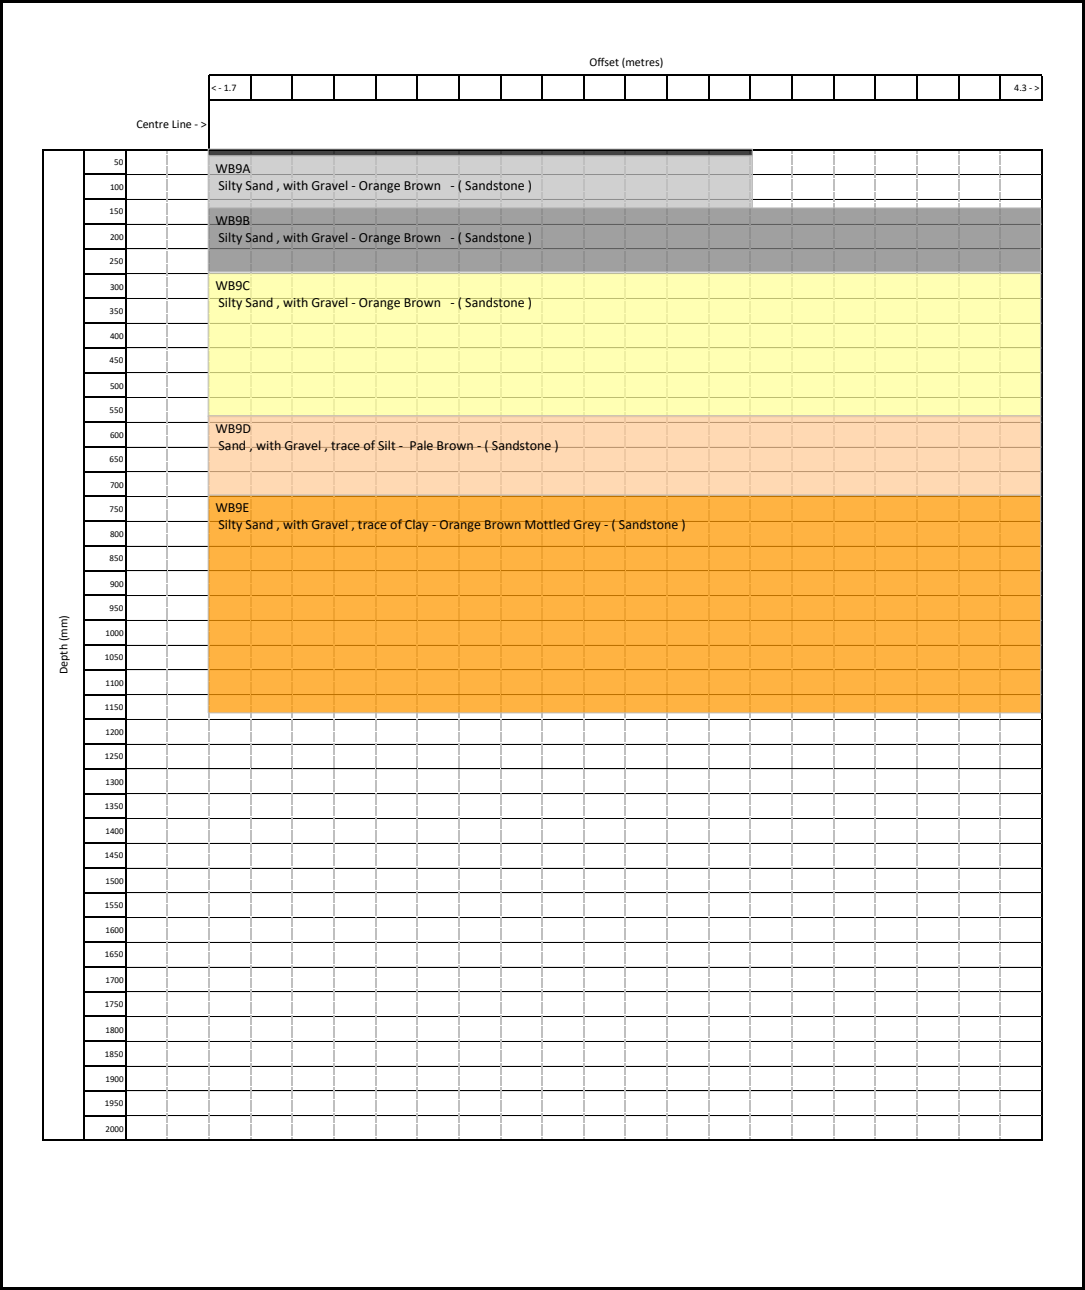 Offset (metres)
< - 1.7
4.3 - >
Centre Line - >
Depth (mm)
50
100
150
200
250
300
350
400
450
500
550
600
650
700
750
800
850
900
950
1000
1050
1100
1150
1200
1250
1300
1350
1400
1450
1500
1550
1600
1650
1700
1750
1800
1850
1900
1950
2000
WB9A
Silty Sand , with Gravel - Orange Brown - ( Sandstone )
WB9B
Silty Sand , with Gravel - Orange Brown - ( Sandstone )
WB9C
Silty Sand , with Gravel - Orange Brown - ( Sandstone )
WB9D
Sand , with Gravel , trace of Silt - Pale Brown - ( Sandstone )
WB9E
Silty Sand , with Gravel , trace of Clay - Orange Brown Mottled Grey - ( Sandstone )